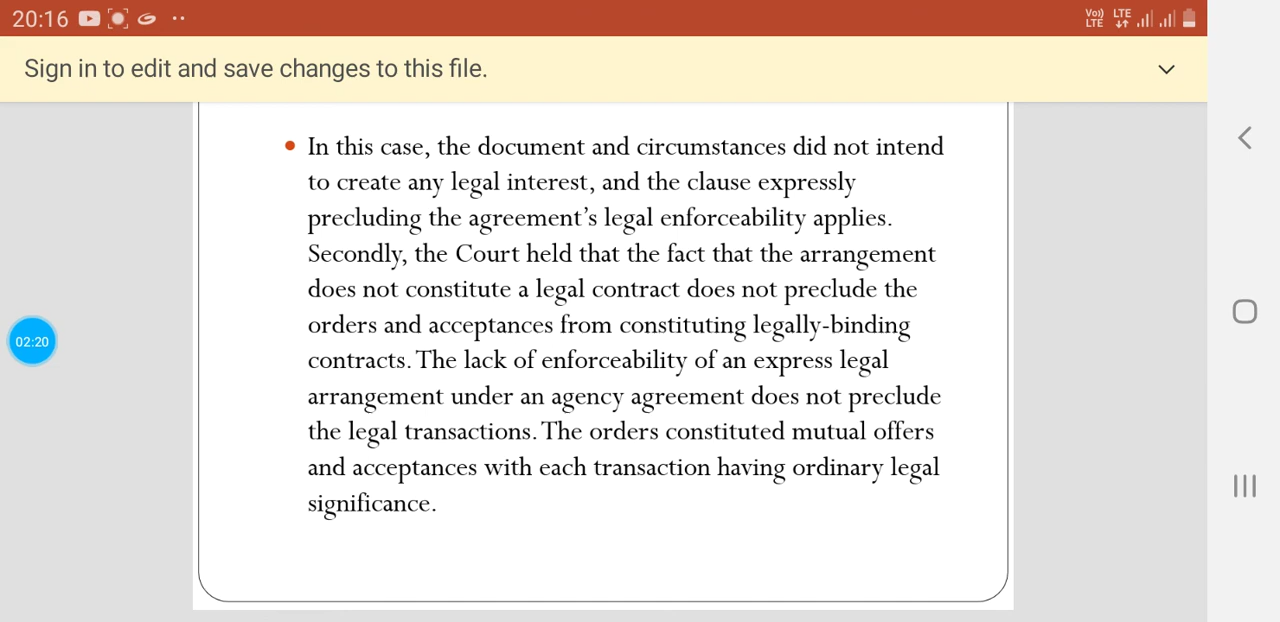 20:16
Vo)) LTE
LTE
Sign in to edit and save changes to this file.
• In this case, the document and circumstances did not intend
to create any legal interest, and the clause expressly
precluding the agreement’s legal enforceability applies.
Secondly, the Court held that the fact that the arrangement
does not constitute a legal contract does not preclude the
orders and acceptances from constituting legally-binding
contracts. The lack of enforceability of an express legal
arrangement under an agency agreement does not preclude
the legal transactions. The orders constituted mutual offers
and acceptances with each transaction having ordinary legal
significance.
02:20